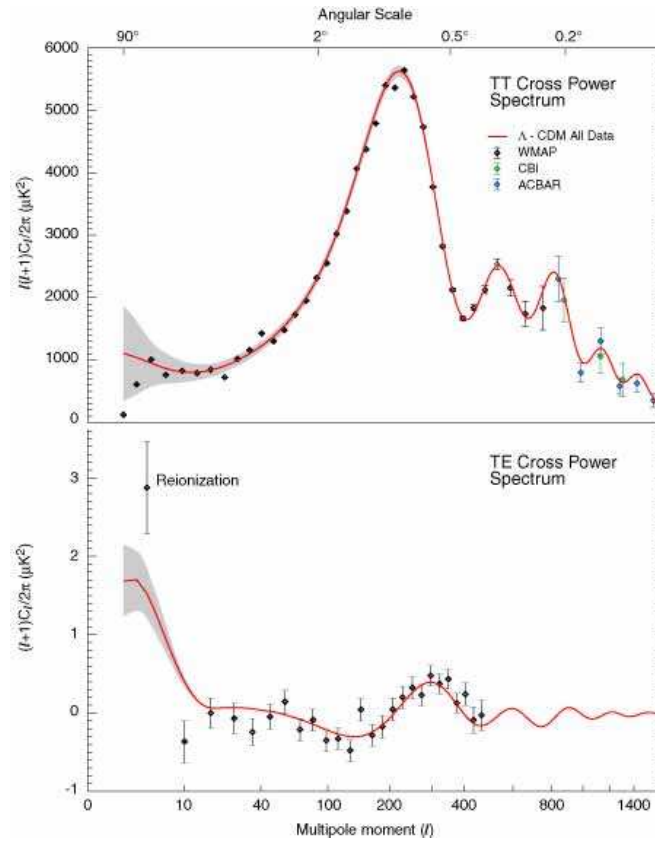 Angular Scale
90° 2° 0.5° 0.2°
6000
5000
4000
3000
2000
1000
0
l(l+1)Cl/2π (μK²)
TT Cross Power
Spectrum
Λ - CDM All Data
WMAP
CBI
ACBAR
TE Cross Power
Spectrum
Reionization
3
2
1
0
-1
(l+1)Cl/2π (μK²)
0 10 40 100 200 400 800 1400
Multipole moment (l)